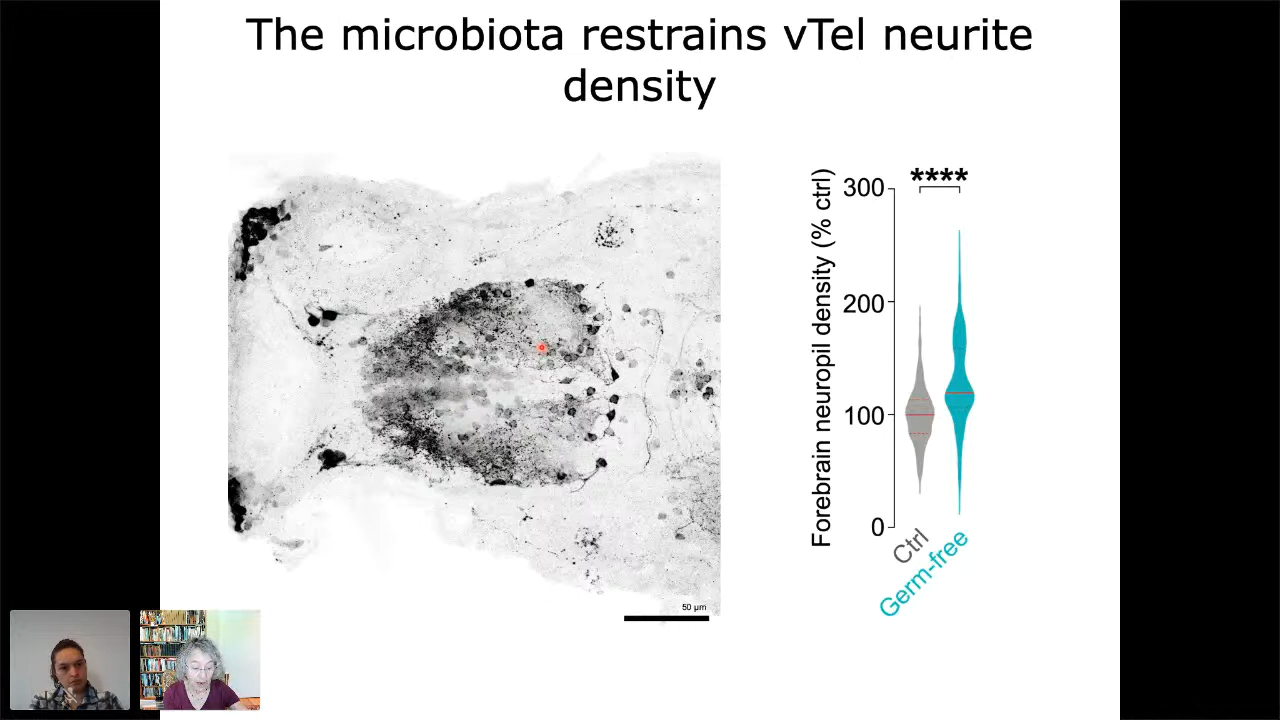 The microbiota restrains vTel neurite
density
50 µm
Forebrain neuropil density (% ctrl)
****
300
200
100
0
Ctrl
Germ-free